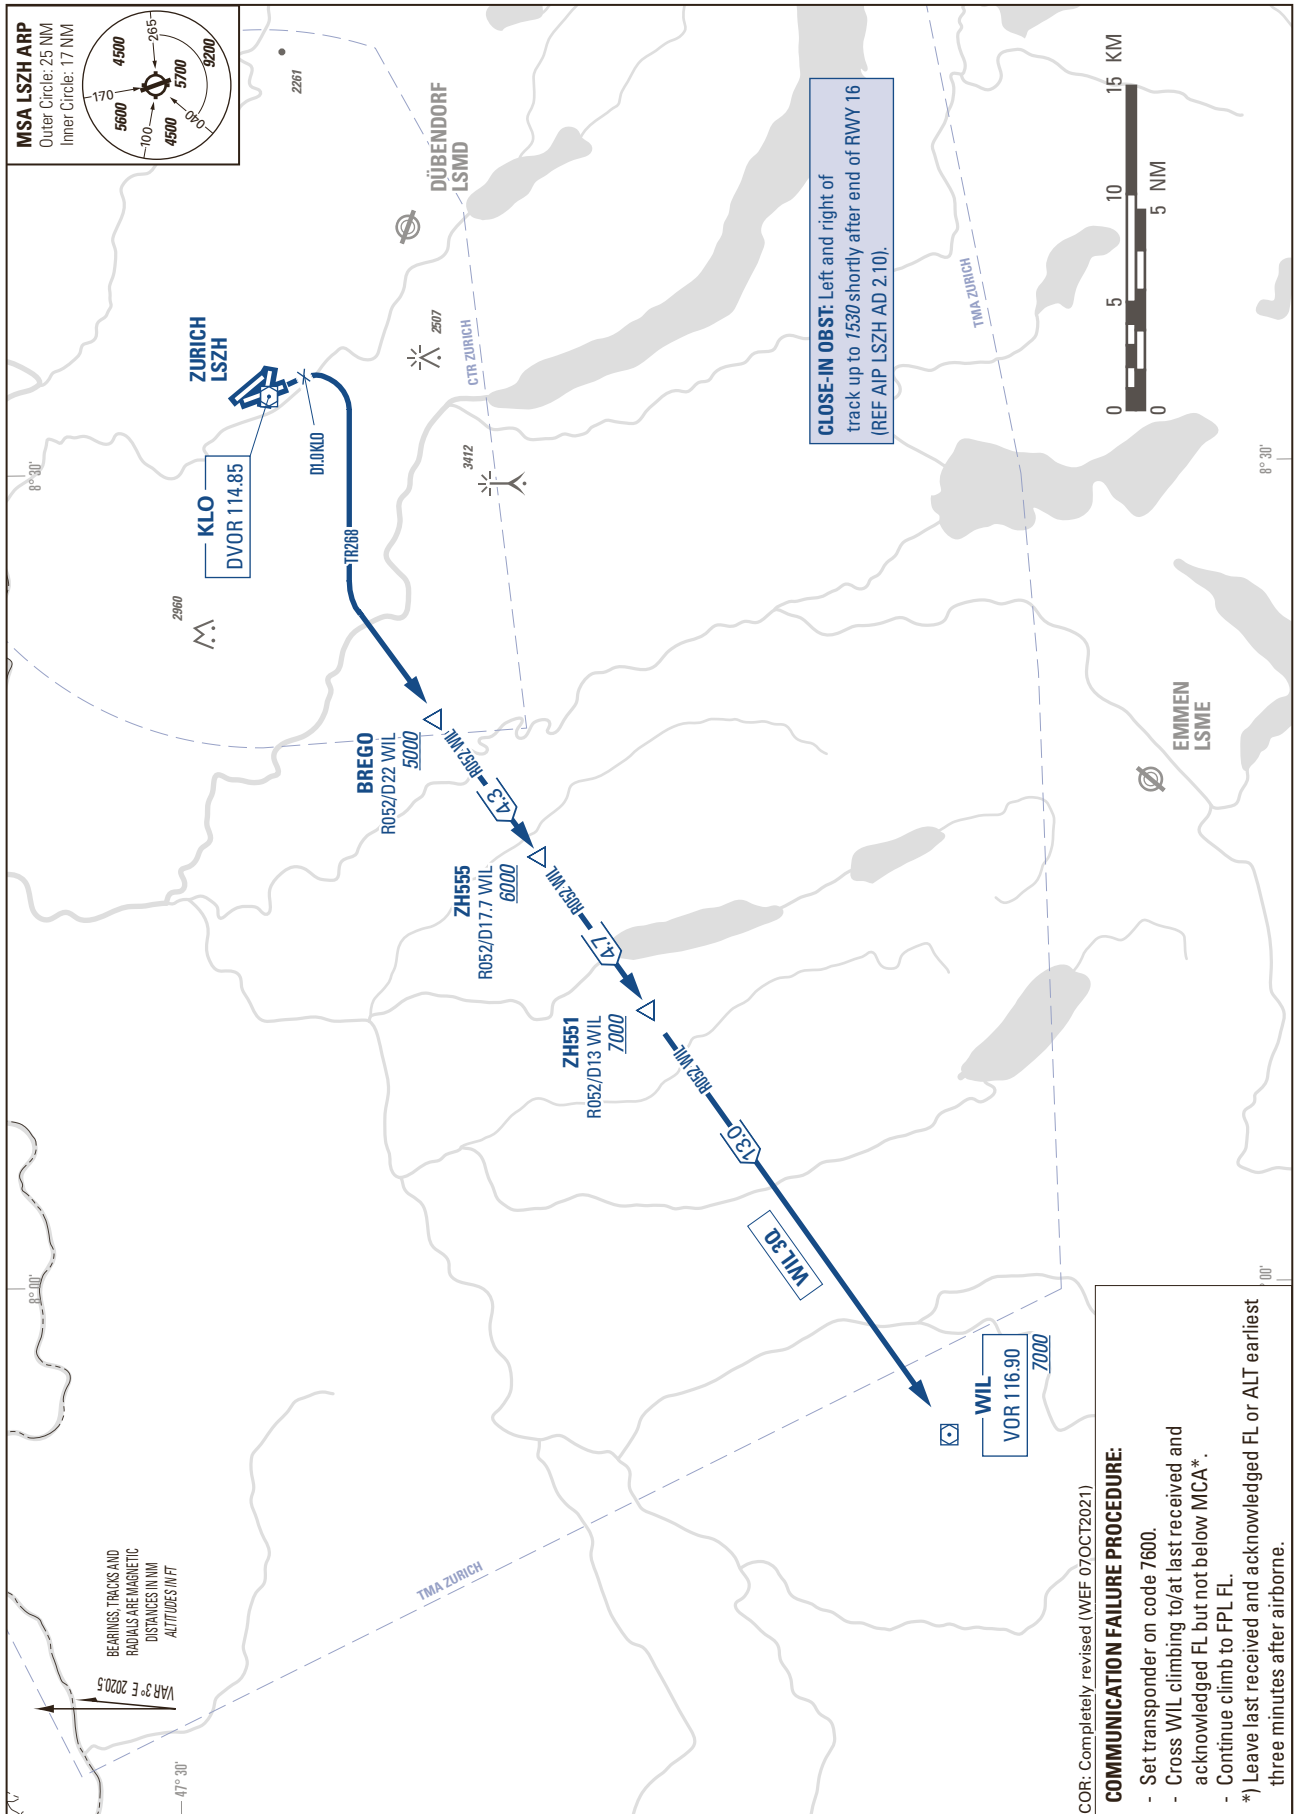 MSA LSZH ARP
Outer Circle: 25 NM
Inner Circle: 17 NM
4500
265
9200
5700
170
5600
100
4500
040
2261
DÜBENDORF
LSMD
ZURICH
LSZH
2507
CTR ZURICH
D1.0KLO
KLO
DVOR 114.85
3412
TR268
2960
8° 30'
CLOSE-IN OBST: Left and right of
track up to 1530 shortly after end of RWY 16
(REF AIP LSZH AD 2.10).
TMA ZURICH
0 5 10 15 KM
0 5 NM
8° 30'
BREGO
R052/D22 WIL
5000
R052 WIL
4.3
ZH555
R052/D17.7 WIL
6000
R052 WIL
4.7
ZH551
R052/D13 WIL
7000
R052 WIL
13.0
WIL 3Q
EMMEN
LSME
8° 00'
00'
WIL
VOR 116.90
7000
TMA ZURICH
BEARINGS, TRACKS AND
RADIALS ARE MAGNETIC
DISTANCES IN NM
ALTITUDES IN FT
VAR 3° E 2020.5
47° 30'
COR: Completely revised (WEF 07OCT2021)
COMMUNICATION FAILURE PROCEDURE:
- Set transponder on code 7600.
- Cross WIL climbing to/at last received and
acknowledged FL but not below MCA*.
- Continue climb to FPL FL.
*) Leave last received and acknowledged FL or ALT earliest
three minutes after airborne.